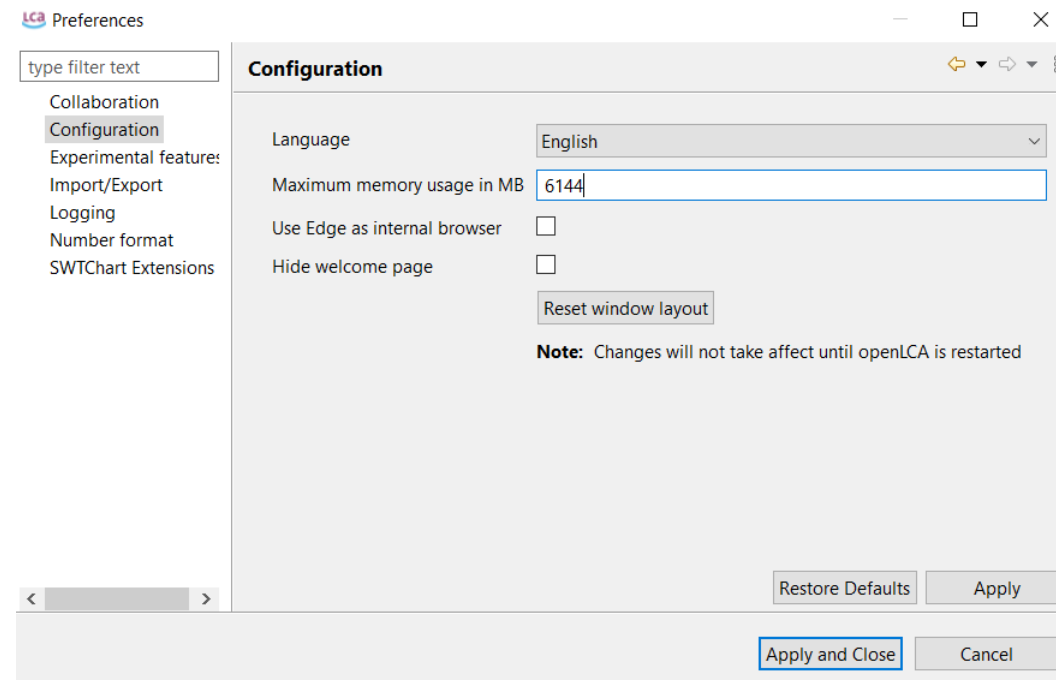 LCA Preferences
type filter text
Configuration
Collaboration
Configuration
Experimental features
Import/Export
Logging
Number format
SWTChart Extensions
Language
English
Maximum memory usage in MB
6144
Use Edge as internal browser
Hide welcome page
Reset window layout
Note: Changes will not take affect until openLCA is restarted
Restore Defaults
Apply
Apply and Close
Cancel